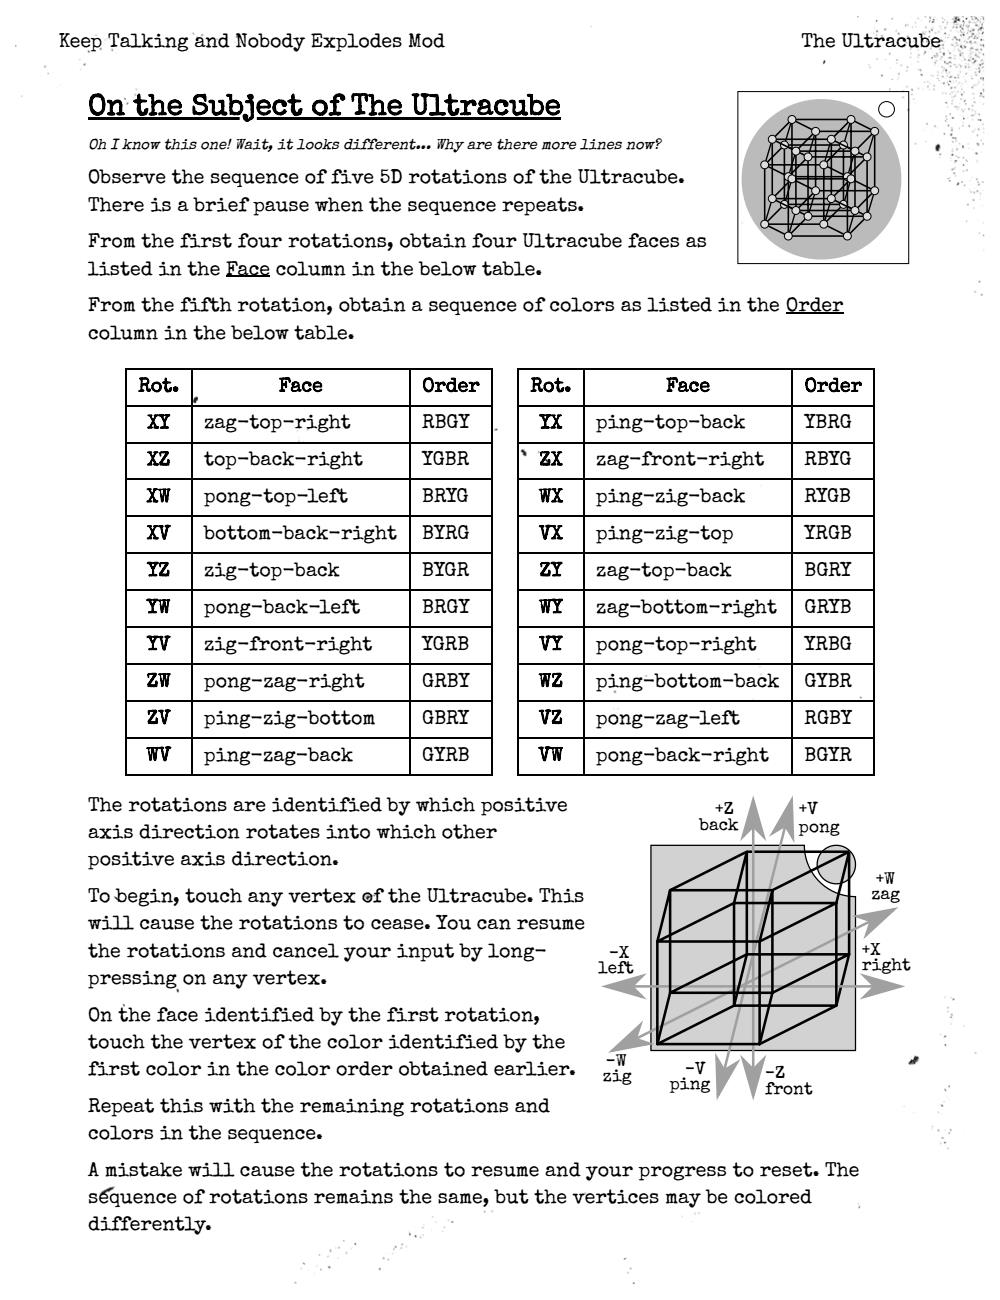 Keep Talking and Nobody Explodes Mod
The Ultracube
On the Subject of The Ultracube
Oh I know this one! Wait, it looks different... Why are there more lines now?
Observe the sequence of five 5D rotations of the Ultracube.
There is a brief pause when the sequence repeats.
From the first four rotations, obtain four Ultracube faces as
listed in the Face column in the below table.
From the fifth rotation, obtain a sequence of colors as listed in the Order
column in the below table.
Rot. Face Order
XY zag-top-right RBGY
XZ top-back-right YGBR
XW pong-top-left BRYG
XV bottom-back-right BYRG
YZ zig-top-back BYGR
YW pong-back-left BRGY
YV zig-front-right YGRB
ZW pong-zag-right GRBY
ZV ping-zig-bottom GBRY
WV ping-zag-back GYRB
Rot. Face Order
YX ping-top-back YBRG
ZX zag-front-right RBYG
WX ping-zig-back RYGB
VX ping-zig-top YRGB
ZY zag-top-back BGRY
WY zag-bottom-right GRYB
VY pong-top-right YRBG
WZ ping-bottom-back GYBR
VZ pong-zag-left RGBY
VW pong-back-right BGYR
The rotations are identified by which positive
axis direction rotates into which other
positive axis direction.
To begin, touch any vertex of the Ultracube. This
will cause the rotations to cease. You can resume
the rotations and cancel your input by long-
pressing on any vertex.
On the face identified by the first rotation,
touch the vertex of the color identified by the
first color in the color order obtained earlier.
Repeat this with the remaining rotations and
colors in the sequence.
+Z
back
+V
pong
+W
zag
-X
left
+X
right
-W
zig
-V
ping
-Z
front
A mistake will cause the rotations to resume and your progress to reset. The
sequence of rotations remains the same, but the vertices may be colored
differently.